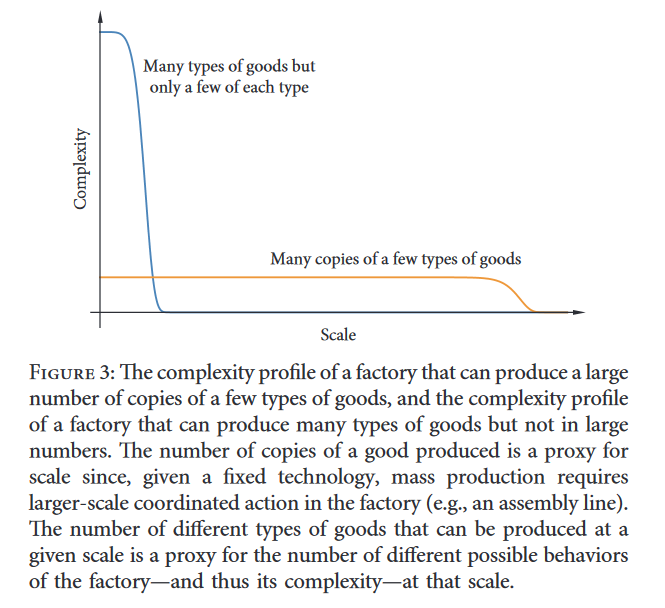 Many types of goods but
only a few of each type
Complexity
Many copies of a few types of goods
Scale
Figure 3: The complexity profile of a factory that can produce a large
number of copies of a few types of goods, and the complexity profile
of a factory that can produce many types of goods but not in large
numbers. The number of copies of a good produced is a proxy for
scale since, given a fixed technology, mass production requires
larger-scale coordinated action in the factory (e.g., an assembly line).
The number of different types of goods that can be produced at a
given scale is a proxy for the number of different possible behaviors
of the factory—and thus its complexity—at that scale.